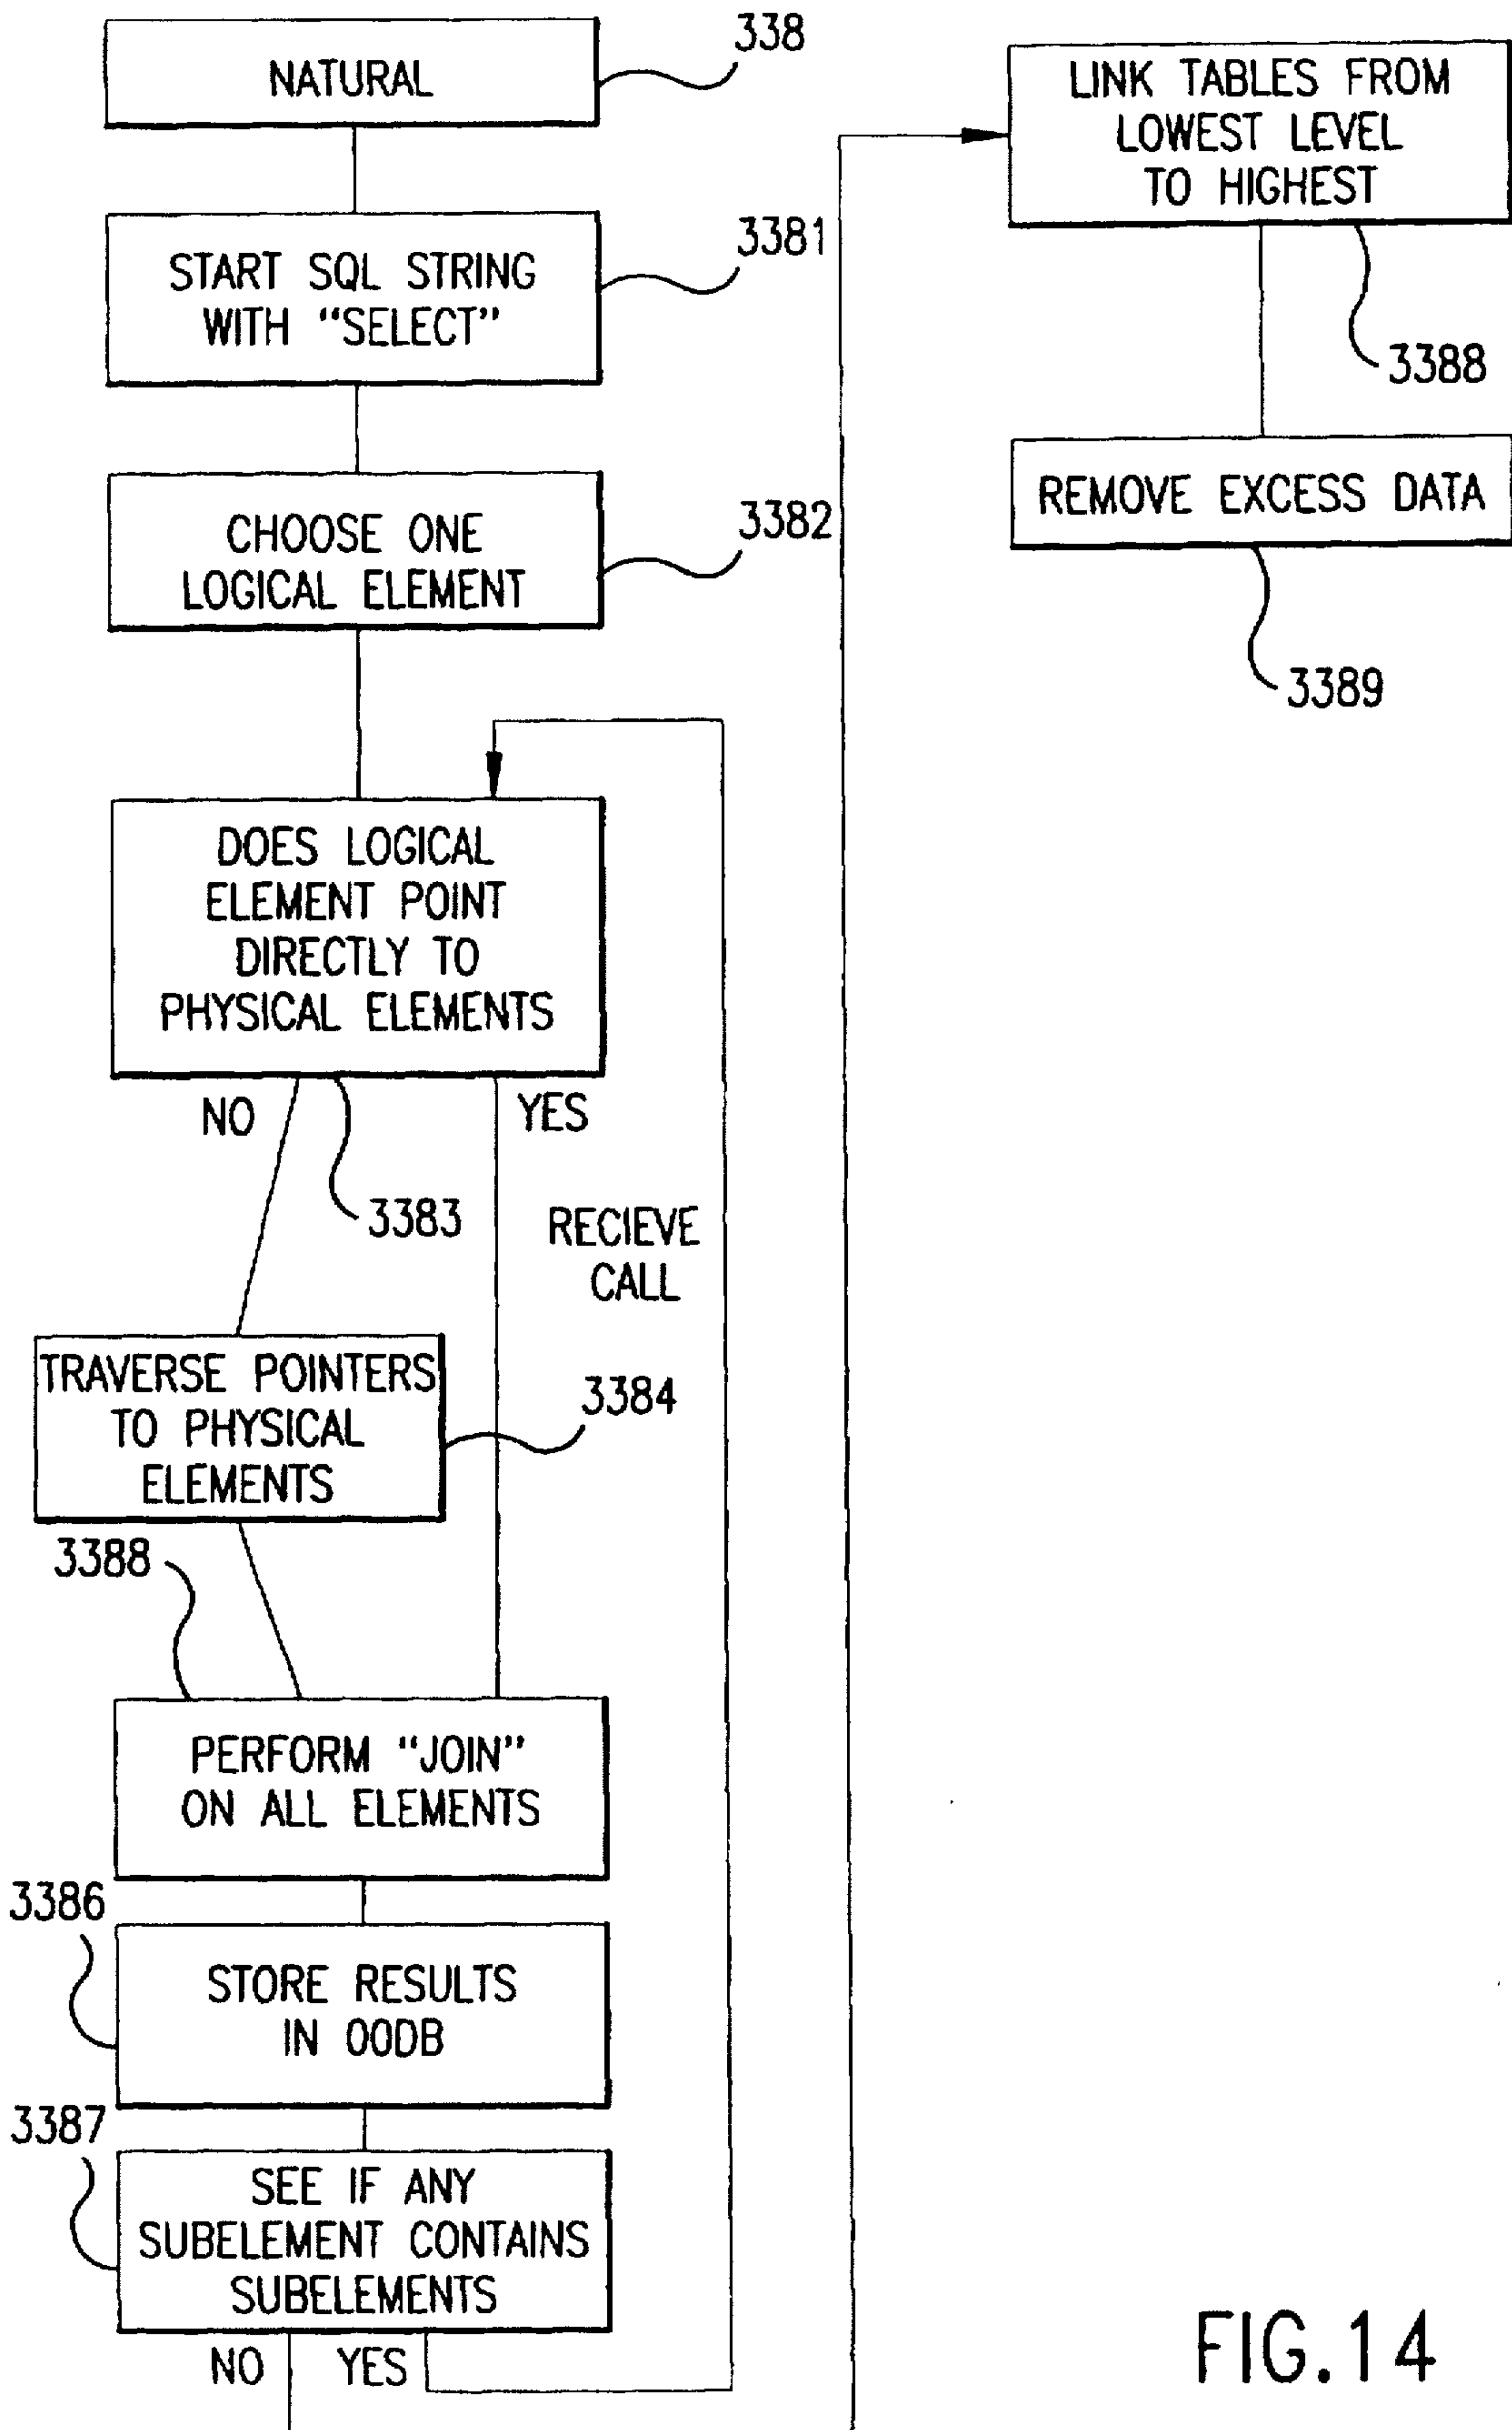 NATURAL
338
START SQL STRING
WITH “SELECT”
3381
CHOOSE ONE
LOGICAL ELEMENT
3382
DOES LOGICAL
ELEMENT POINT
DIRECTLY TO
PHYSICAL ELEMENTS
NO
YES
3383
RECIEVE
CALL
TRAVERSE POINTERS
TO PHYSICAL
ELEMENTS
3384
3388
PERFORM “JOIN”
ON ALL ELEMENTS
3386
STORE RESULTS
IN OODB
3387
SEE IF ANY
SUBELEMENT CONTAINS
SUBELEMENTS
NO
YES
LINK TABLES FROM
LOWEST LEVEL
TO HIGHEST
3388
REMOVE EXCESS DATA
3389
FIG.14